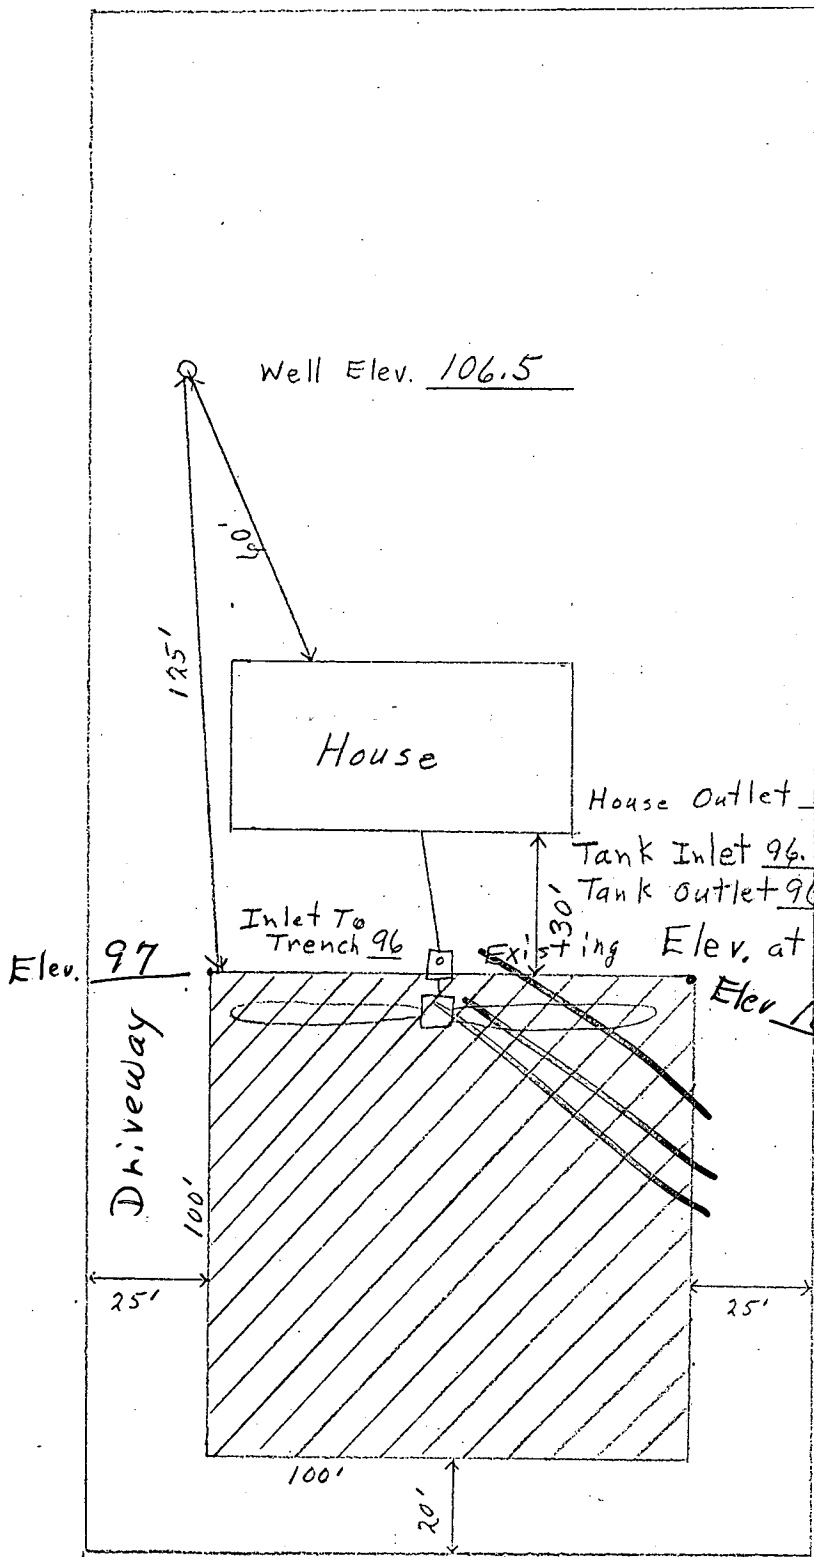 Well Elev. 106.5
60'
125'
House
House Outlet
Tank Inlet 96.
Tank Outlet 96
30'
Inlet To
Trench 96
Existing Elev. at
Elev. 97
Elev
Driveway
100'
25'
25'
100'
20'